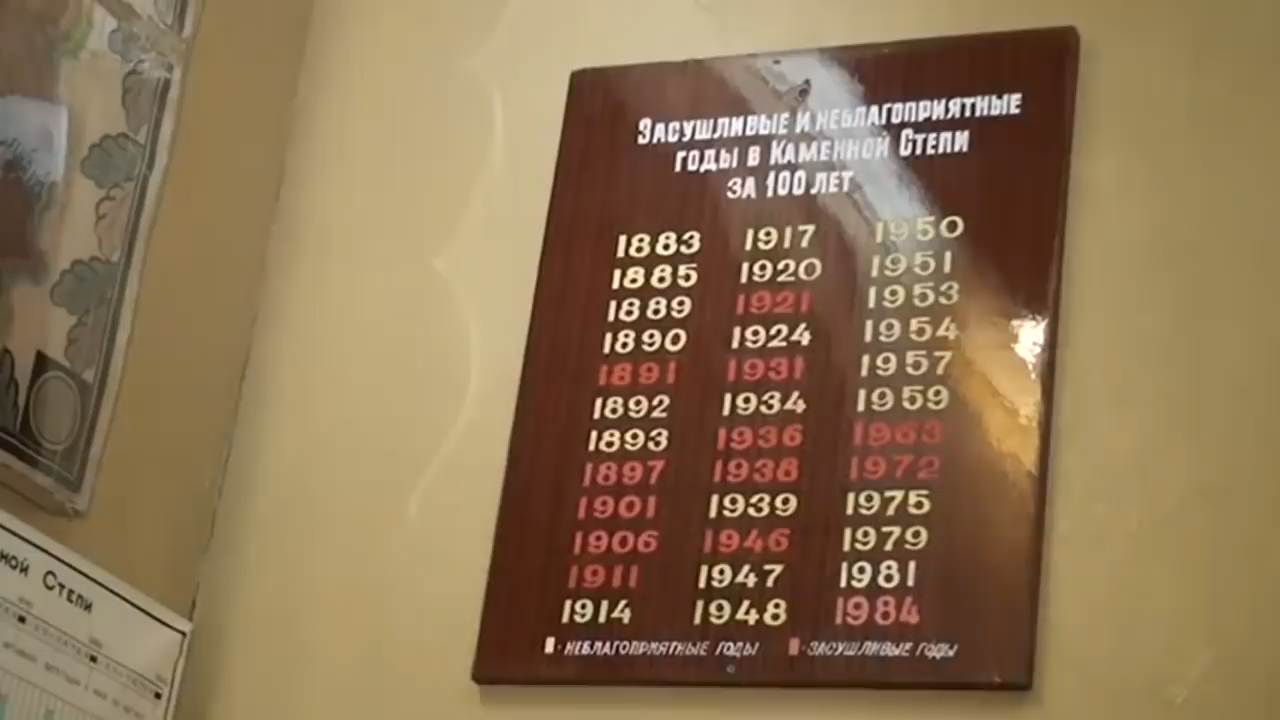 Засушливые и неблагоприятные
годы в Каменной Степи
за 100 лет
1883 1917 1950
1885 1920 1951
1889 1921 1953
1890 1924 1954
1891 1931 1957
1892 1934 1959
1893 1936 1963
1897 1938 1972
1901 1939 1975
1906 1946 1979
1911 1947 1981
1914 1948 1984
- неблагоприятные годы - засушливые годы
ной Степи